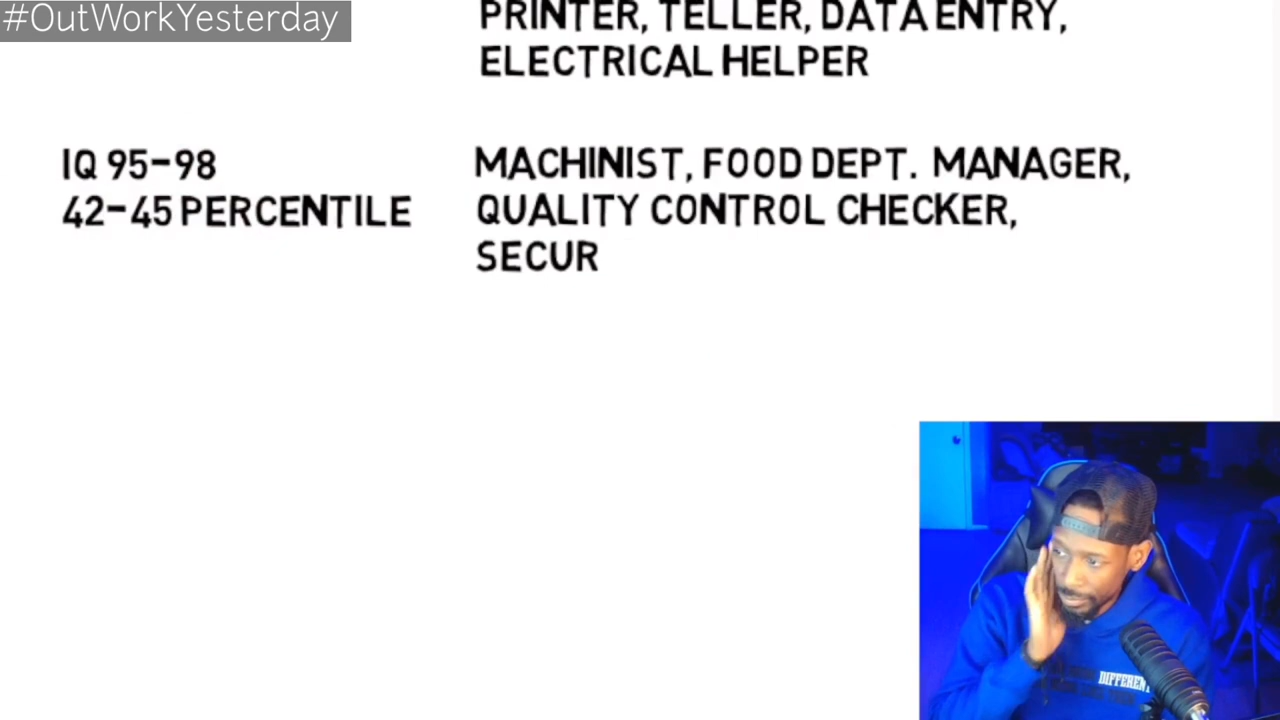 #OutWorkYesterday
PRINTER, TELLER, DATA ENTRY,
ELECTRICAL HELPER
IQ 95-98
42-45 PERCENTILE
MACHINIST, FOOD DEPT. MANAGER,
QUALITY CONTROL CHECKER,
SECUR
DIFFERENT